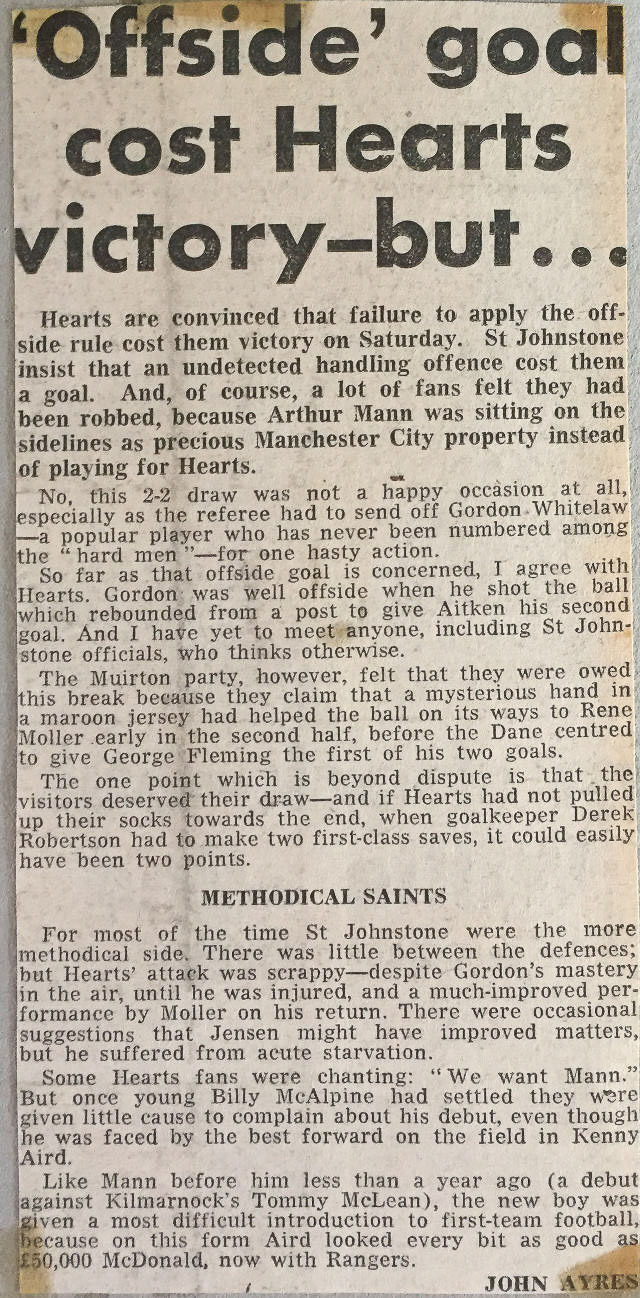 ‘Offside’ goal
cost Hearts
victory—but...
Hearts are convinced that failure to apply the off-
side rule cost them victory on Saturday. St Johnstone
insist that an undetected handling offence cost them
a goal. And, of course, a lot of fans felt they had
been robbed, because Arthur Mann was sitting on the
sidelines as precious Manchester City property instead
of playing for Hearts.
No, this 2-2 draw was not a happy occasion at all,
especially as the referee had to send off Gordon Whitelaw
—a popular player who has never been numbered among
the “hard men”—for one hasty action.
So far as that offside goal is concerned, I agree with
Hearts. Gordon was well offside when he shot the ball
which rebounded from a post to give Aitken his second
goal. And I have yet to meet anyone, including St John-
stone officials, who thinks otherwise.
The Muirton party, however, felt that they were owed
this break because they claim that a mysterious hand in
a maroon jersey had helped the ball on its ways to Rene
Moller early in the second half, before the Dane centred
to give George Fleming the first of his two goals.
The one point which is beyond dispute is that the
visitors deserved their draw—and if Hearts had not pulled
up their socks towards the end, when goalkeeper Derek
Robertson had to make two first-class saves, it could easily
have been two points.
METHODICAL SAINTS
For most of the time St Johnstone were the more
methodical side. There was little between the defences;
but Hearts’ attack was scrappy—despite Gordon’s mastery
in the air, until he was injured, and a much-improved per-
formance by Moller on his return. There were occasional
suggestions that Jensen might have improved matters,
but he suffered from acute starvation.
Some Hearts fans were chanting: “We want Mann.”
But once young Billy McAlpine had settled they were
given little cause to complain about his debut, even though
he was faced by the best forward on the field in Kenny
Aird.
Like Mann before him less than a year ago (a debut
against Kilmarnock’s Tommy McLean), the new boy was
given a most difficult introduction to first-team football,
because on this form Aird looked every bit as good as
£50,000 McDonald, now with Rangers.
JOHN AYRES